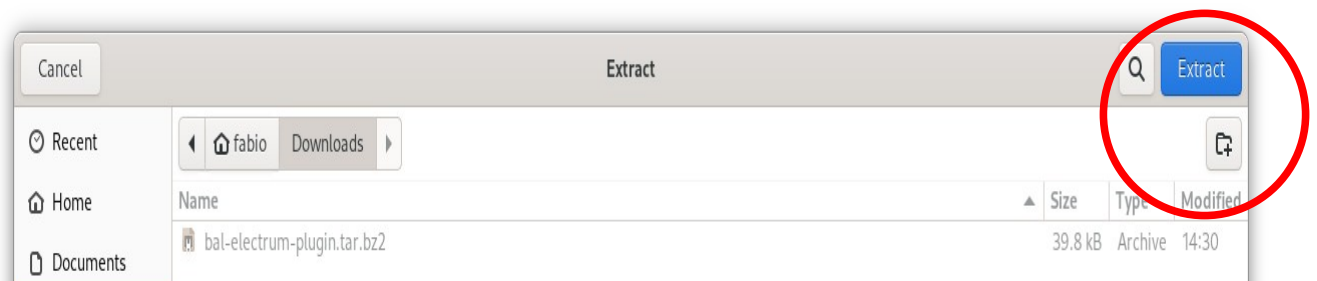 Cancel Extract Extract
Recent fabio Downloads
Home Name Size Type Modified
bal-electrum-plugin.tar.bz2 39.8 kB Archive 14:30
Documents